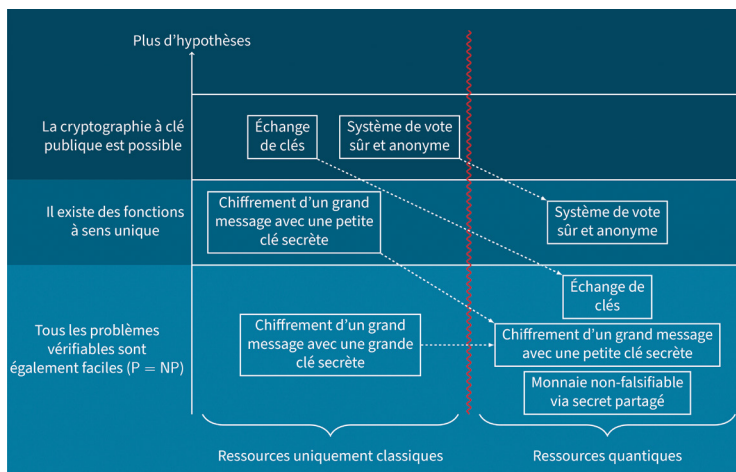 Plus d’hypothèses
La cryptographie à clé
publique est possible
Échange
de clés
Système de vote
sûr et anonyme
Il existe des fonctions
à sens unique
Chiffrement d’un grand
message avec une petite
clé secrète
Système de vote
sûr et anonyme
Tous les problèmes
vérifiables sont
également faciles (P = NP)
Chiffrement d’un grand
message avec une grande
clé secrète
Échange de
clés
Chiffrement d’un grand message
avec une petite clé secrète
Monnaie non-falsifiable
via secret partagé
Ressources uniquement classiques
Ressources quantiques